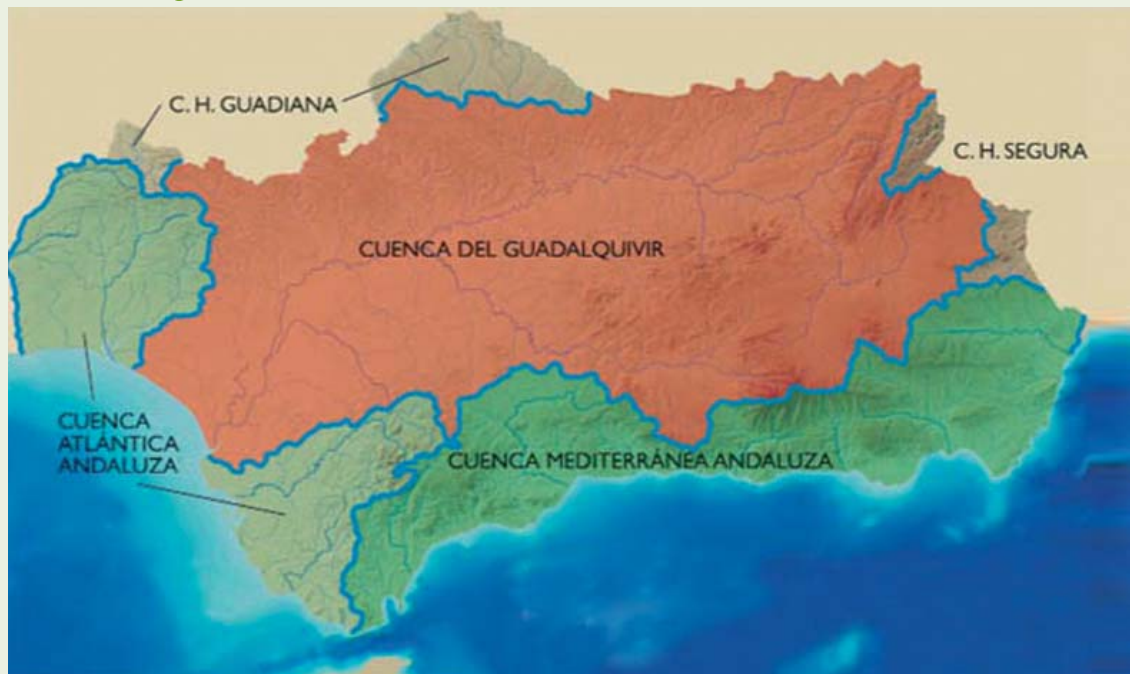 C. H. GUADIANA
C. H. SEGURA
CUENCA DEL GUADALQUIVIR
CUENCA
ATLÁNTICA
ANDALUZA
CUENCA MEDITERRÁNEA ANDALUZA